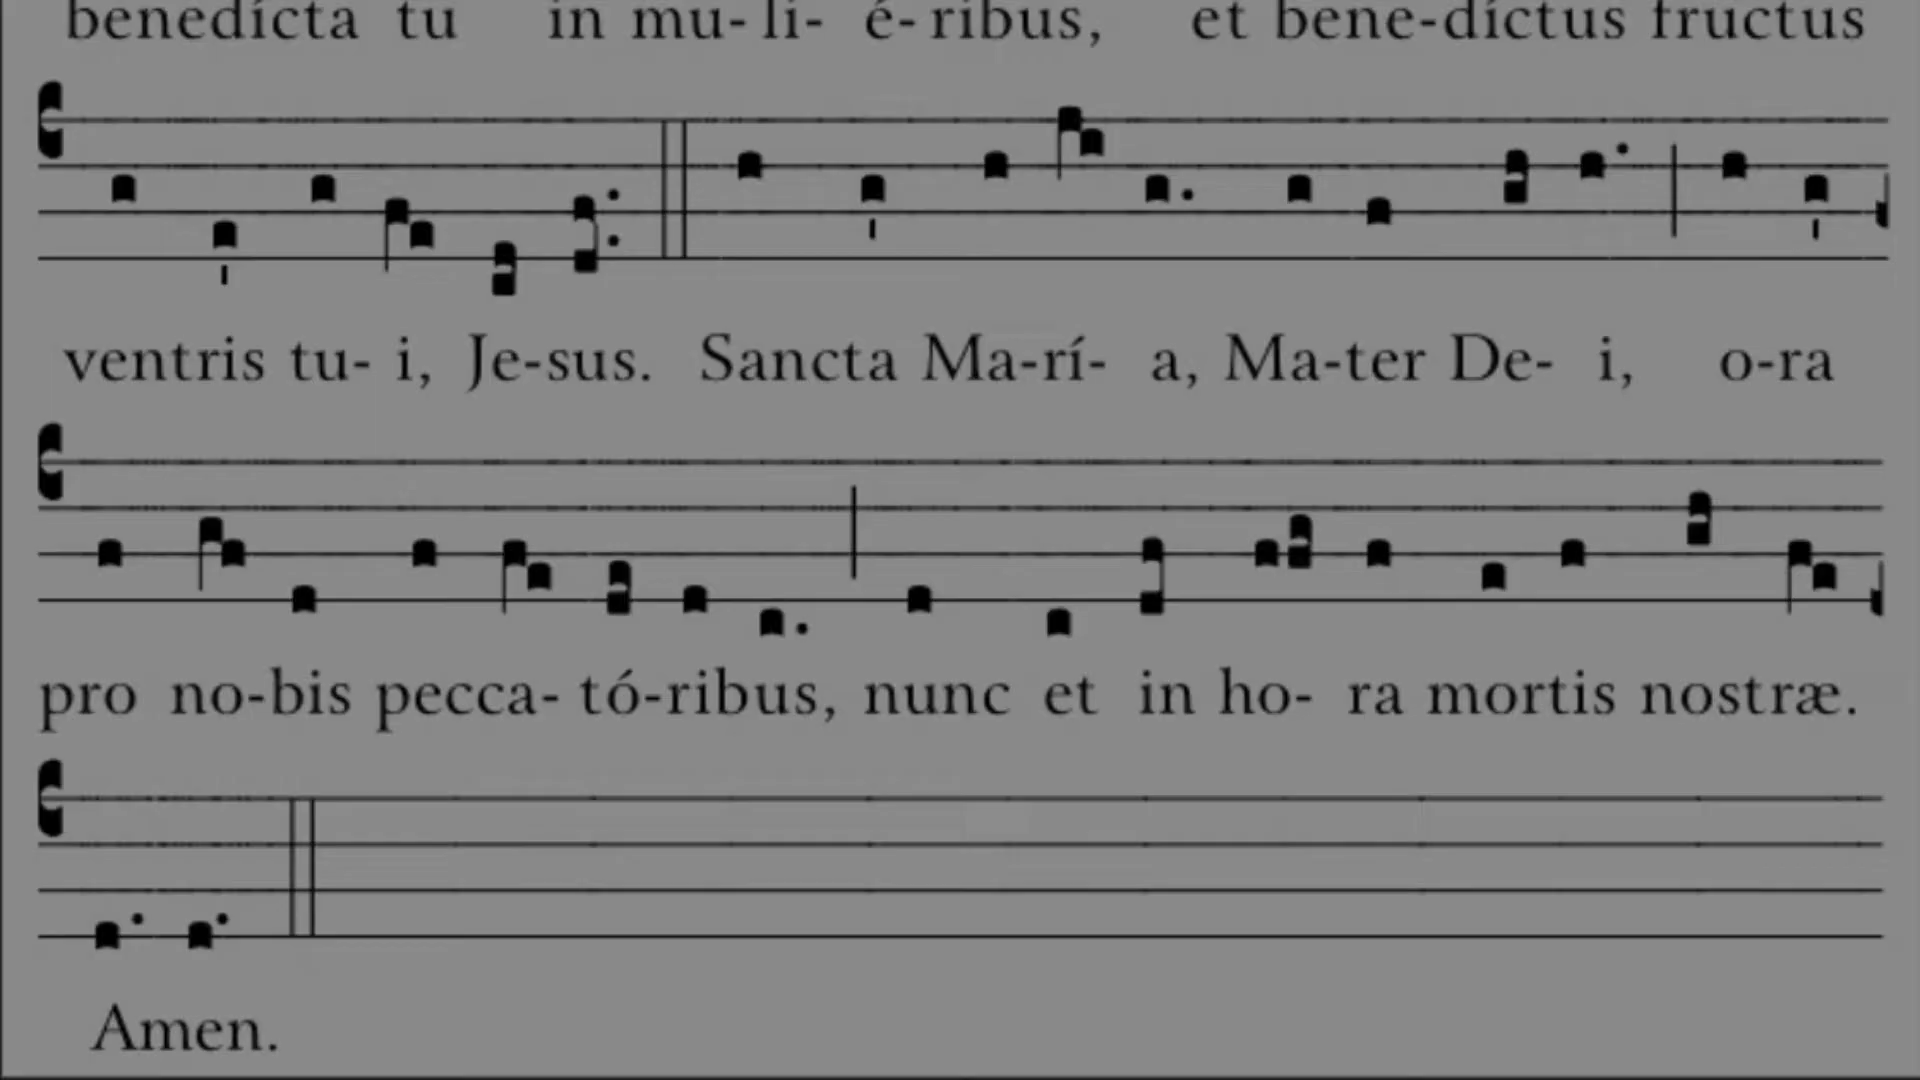 benedícta tu in mu- li- é- ribus, et bene-díctus fructus
ventris tu- i, Je-sus. Sancta Ma-rí- a, Ma-ter De- i, o-ra
pro no-bis pecca- tó-ribus, nunc et in ho- ra mortis nostræ.
Amen.